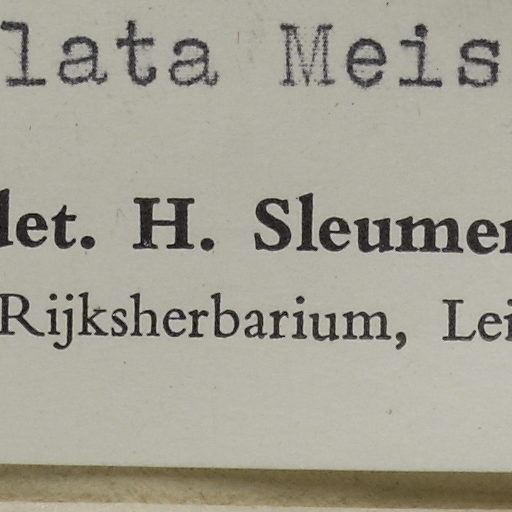 lata Meis
det. H. Sleumer
Rijksherbarium, Lei